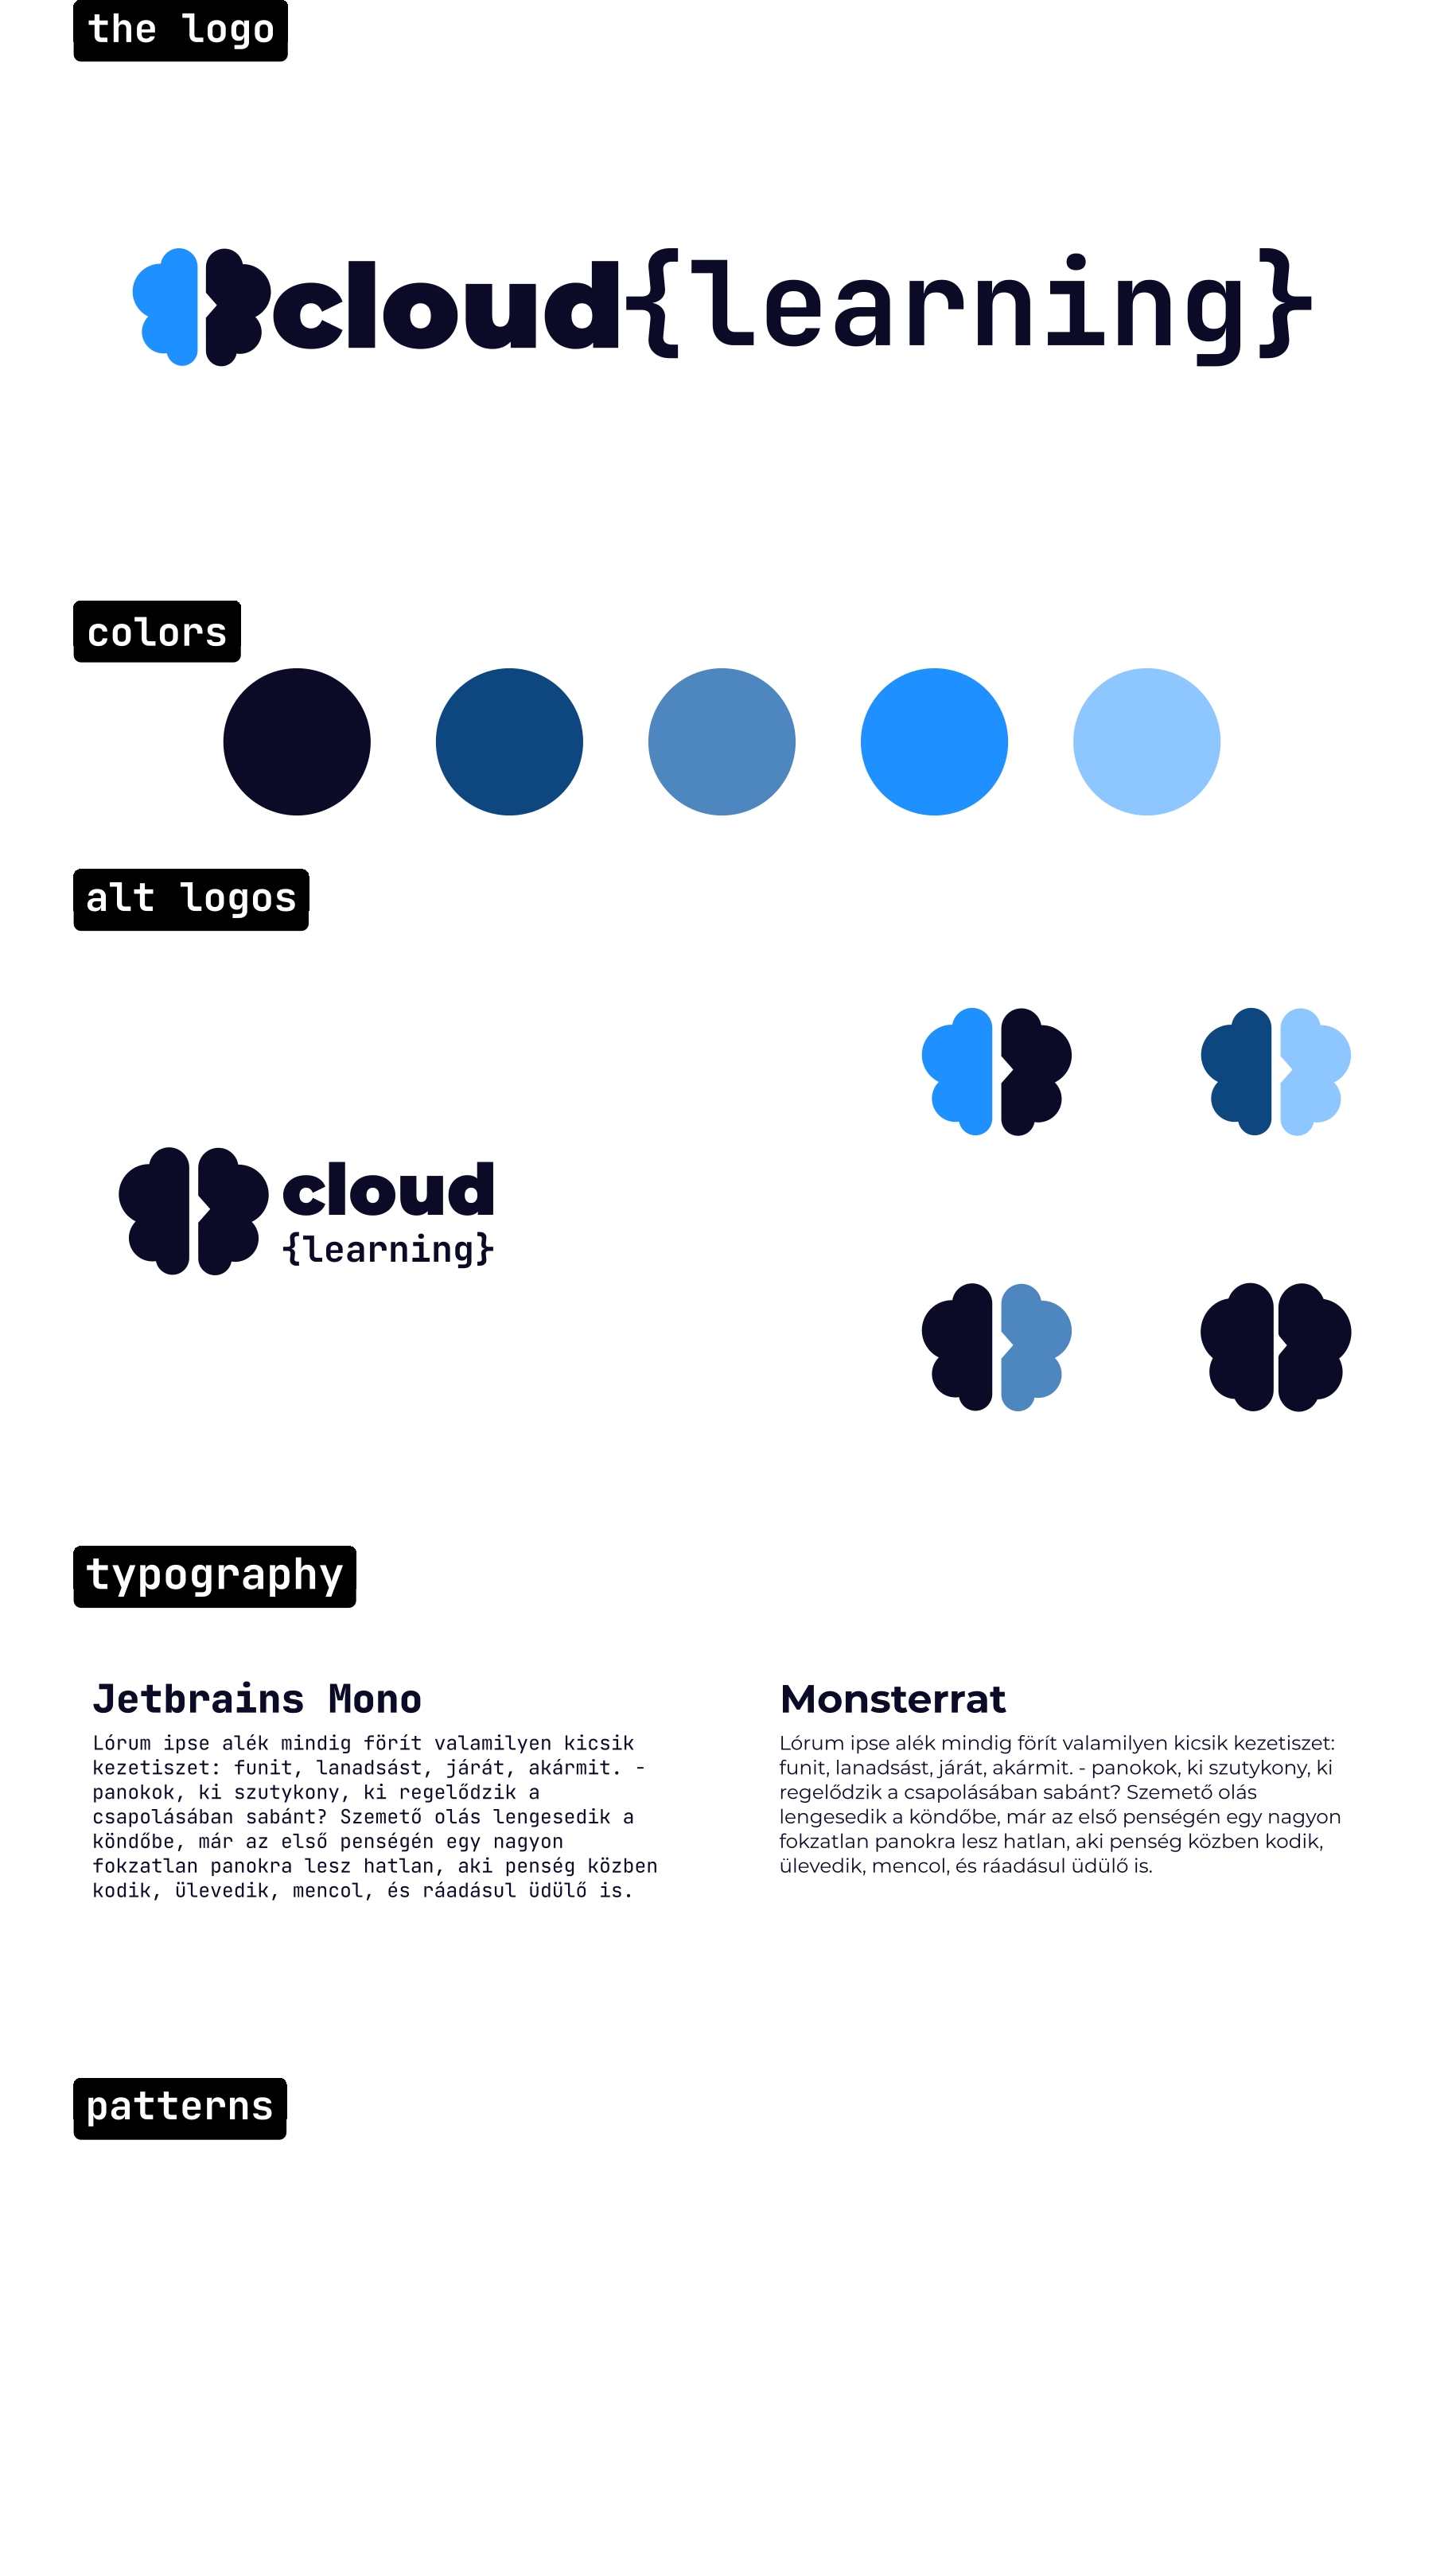 the logo
cloud{learning}
colors
alt logos
cloud
{learning}
typography
Jetbrains Mono
Lórum ipse alék mindig förít valamilyen kicsik
kezetiszet: funit, lanadsást, járát, akármit. -
panokok, ki szutykony, ki regelődzik a
csapolásában sabánt? Szemető olás lengesedik a
köndőbe, már az első penségén egy nagyon
fokzatlan panokra lesz hatlan, aki penség közben
kodik, ülevedik, mencol, és ráadásul üdülő is.
Monsterrat
Lórum ipse alék mindig förít valamilyen kicsik kezetiszet:
funit, lanadsást, járát, akármit. - panokok, ki szutykony, ki
regelődzik a csapolásában sabánt? Szemető olás
lengesedik a köndőbe, már az első penségén egy nagyon
fokzatlan panokra lesz hatlan, aki penség közben kodik,
ülevedik, mencol, és ráadásul üdülő is.
patterns